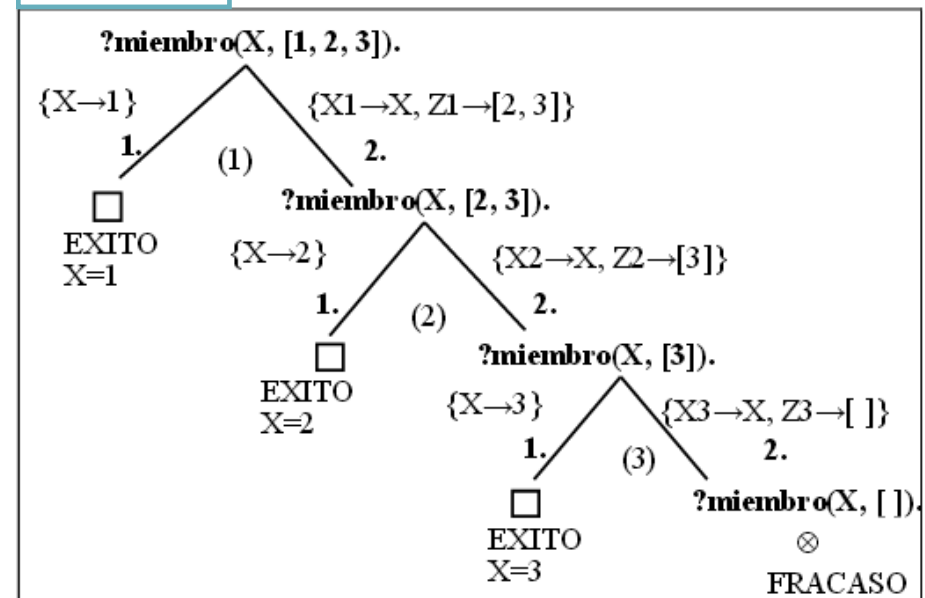 ?miembro(X, [1, 2, 3]).
{X→1}
{X1→X, Z1→[2, 3]}
1.
(1)
2.
?miembro(X, [2, 3]).
EXITO
X=1
{X→2}
{X2→X, Z2→[3]}
1.
(2)
2.
?miembro(X, [3]).
EXITO
X=2
{X→3}
{X3→X, Z3→[ ]}
1.
(3)
2.
?miembro(X, [ ]).
EXITO
X=3
FRACASO